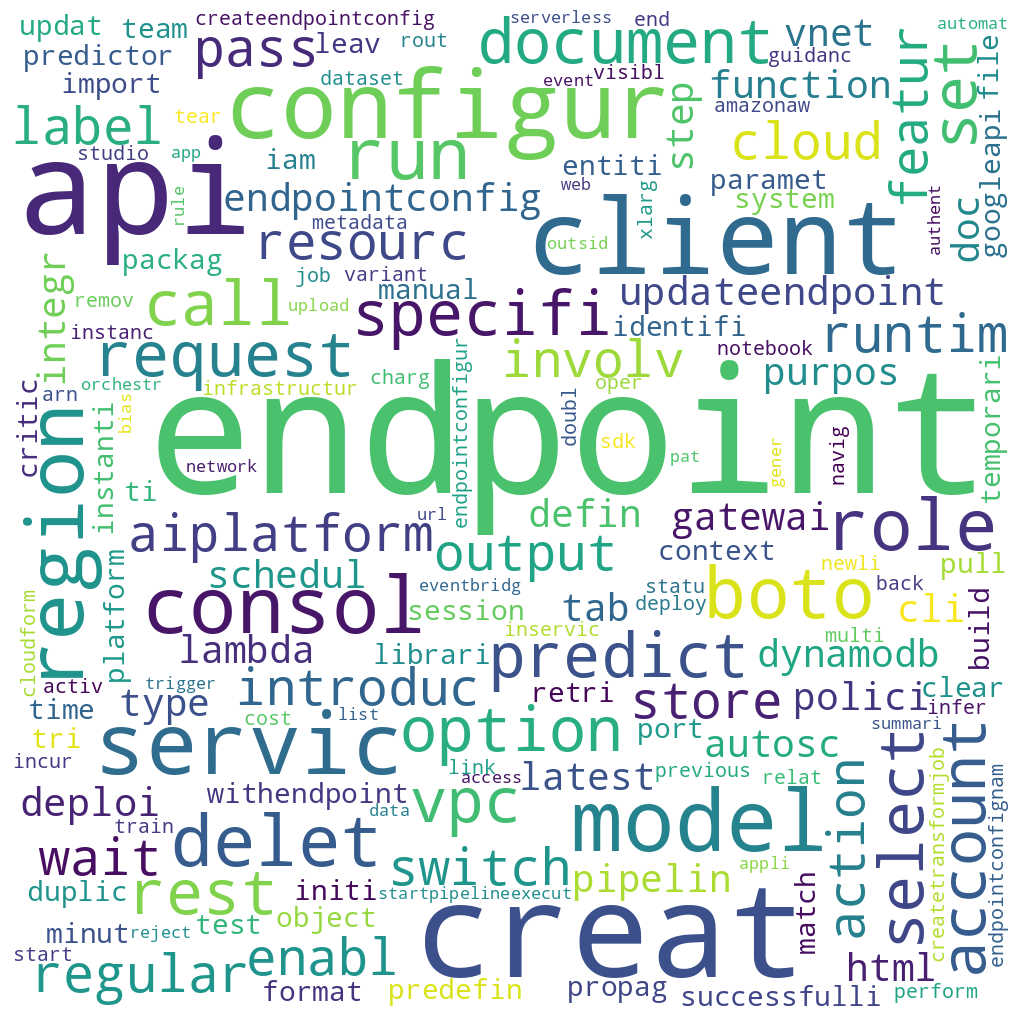 updat team createendpointconfig pass leav rout serverless end document vnet automat
predictor import dataset event visibl guidanc function featur set file
label tear configur run step amazonaw cloud googleapi
studio app iam entiti paramet
api rule endpointconfig metadata web xlarg system doc authent
resourc client outsid
packag job variant
integr remov call upload manual specifi updateendpoint
instanc request involv identifi runtim
orchestr infrastructur charg oper notebook purpos
critic arn bias endpoint doubl sdk temporari
region instanti network endpointconfigur pat gener navig
ti url defin gatewai role
aiplatform output context newli pull
platform schedul eventbridg statu back
cloudform consol session tab deploy boto cli build
lambda librari inservic predict multi dynamodb
activ trigger introduc retri store polici clear infer
time type cost list option port autosc summari
tri servic link access latest previous relat select account
incur
deploi withendpoint data vpc model action createtransformjob endpointconfignam
train delet
wait switch appli
duplic rest initi startpipelineexecut pipelin match
minut reject test object creat
start regular enabl html
format predefin propag successfulli perform